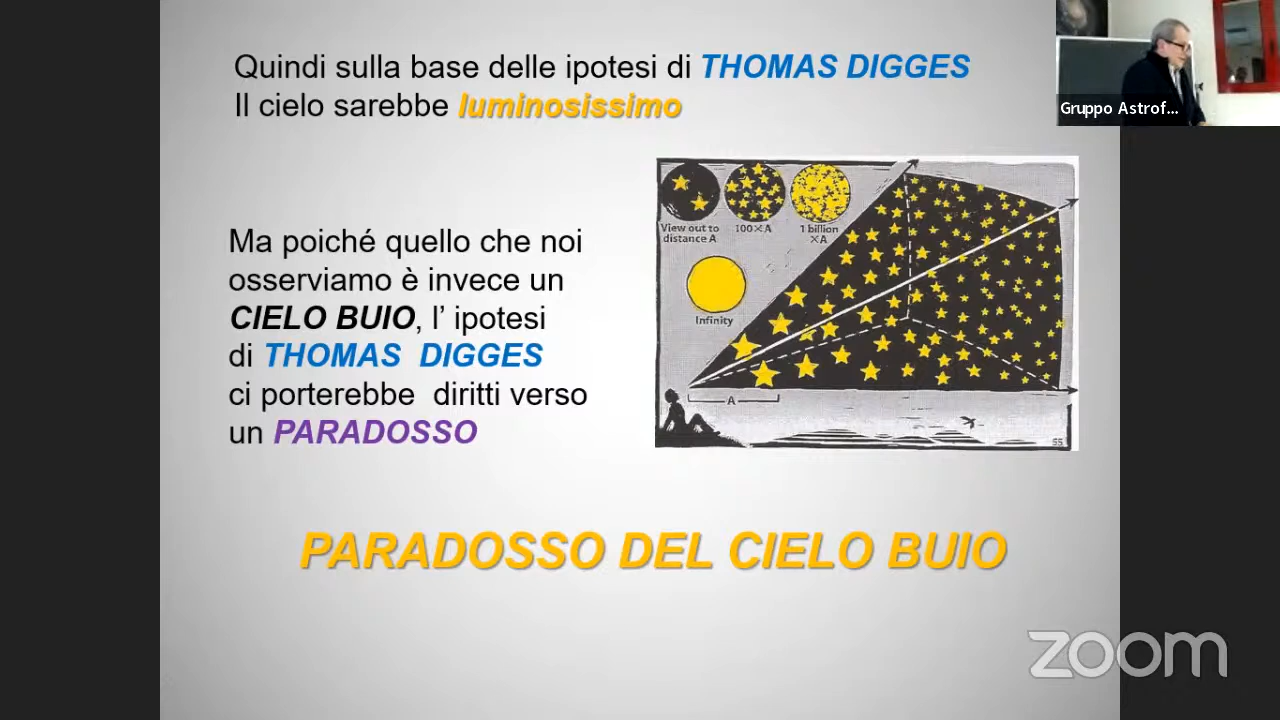 Quindi sulla base delle ipotesi di THOMAS DIGGES
Il cielo sarebbe luminosissimo
Gruppo Astrof...
Ma poiché quello che noi
osserviamo è invece un
CIELO BUIO, l' ipotesi
di THOMAS DIGGES
ci porterebbe diritti verso
un PARADOSSO
View out to
distance A
100×A
1 billion
×A
Infinity
A
SS
PARADOSSO DEL CIELO BUIO
zoom